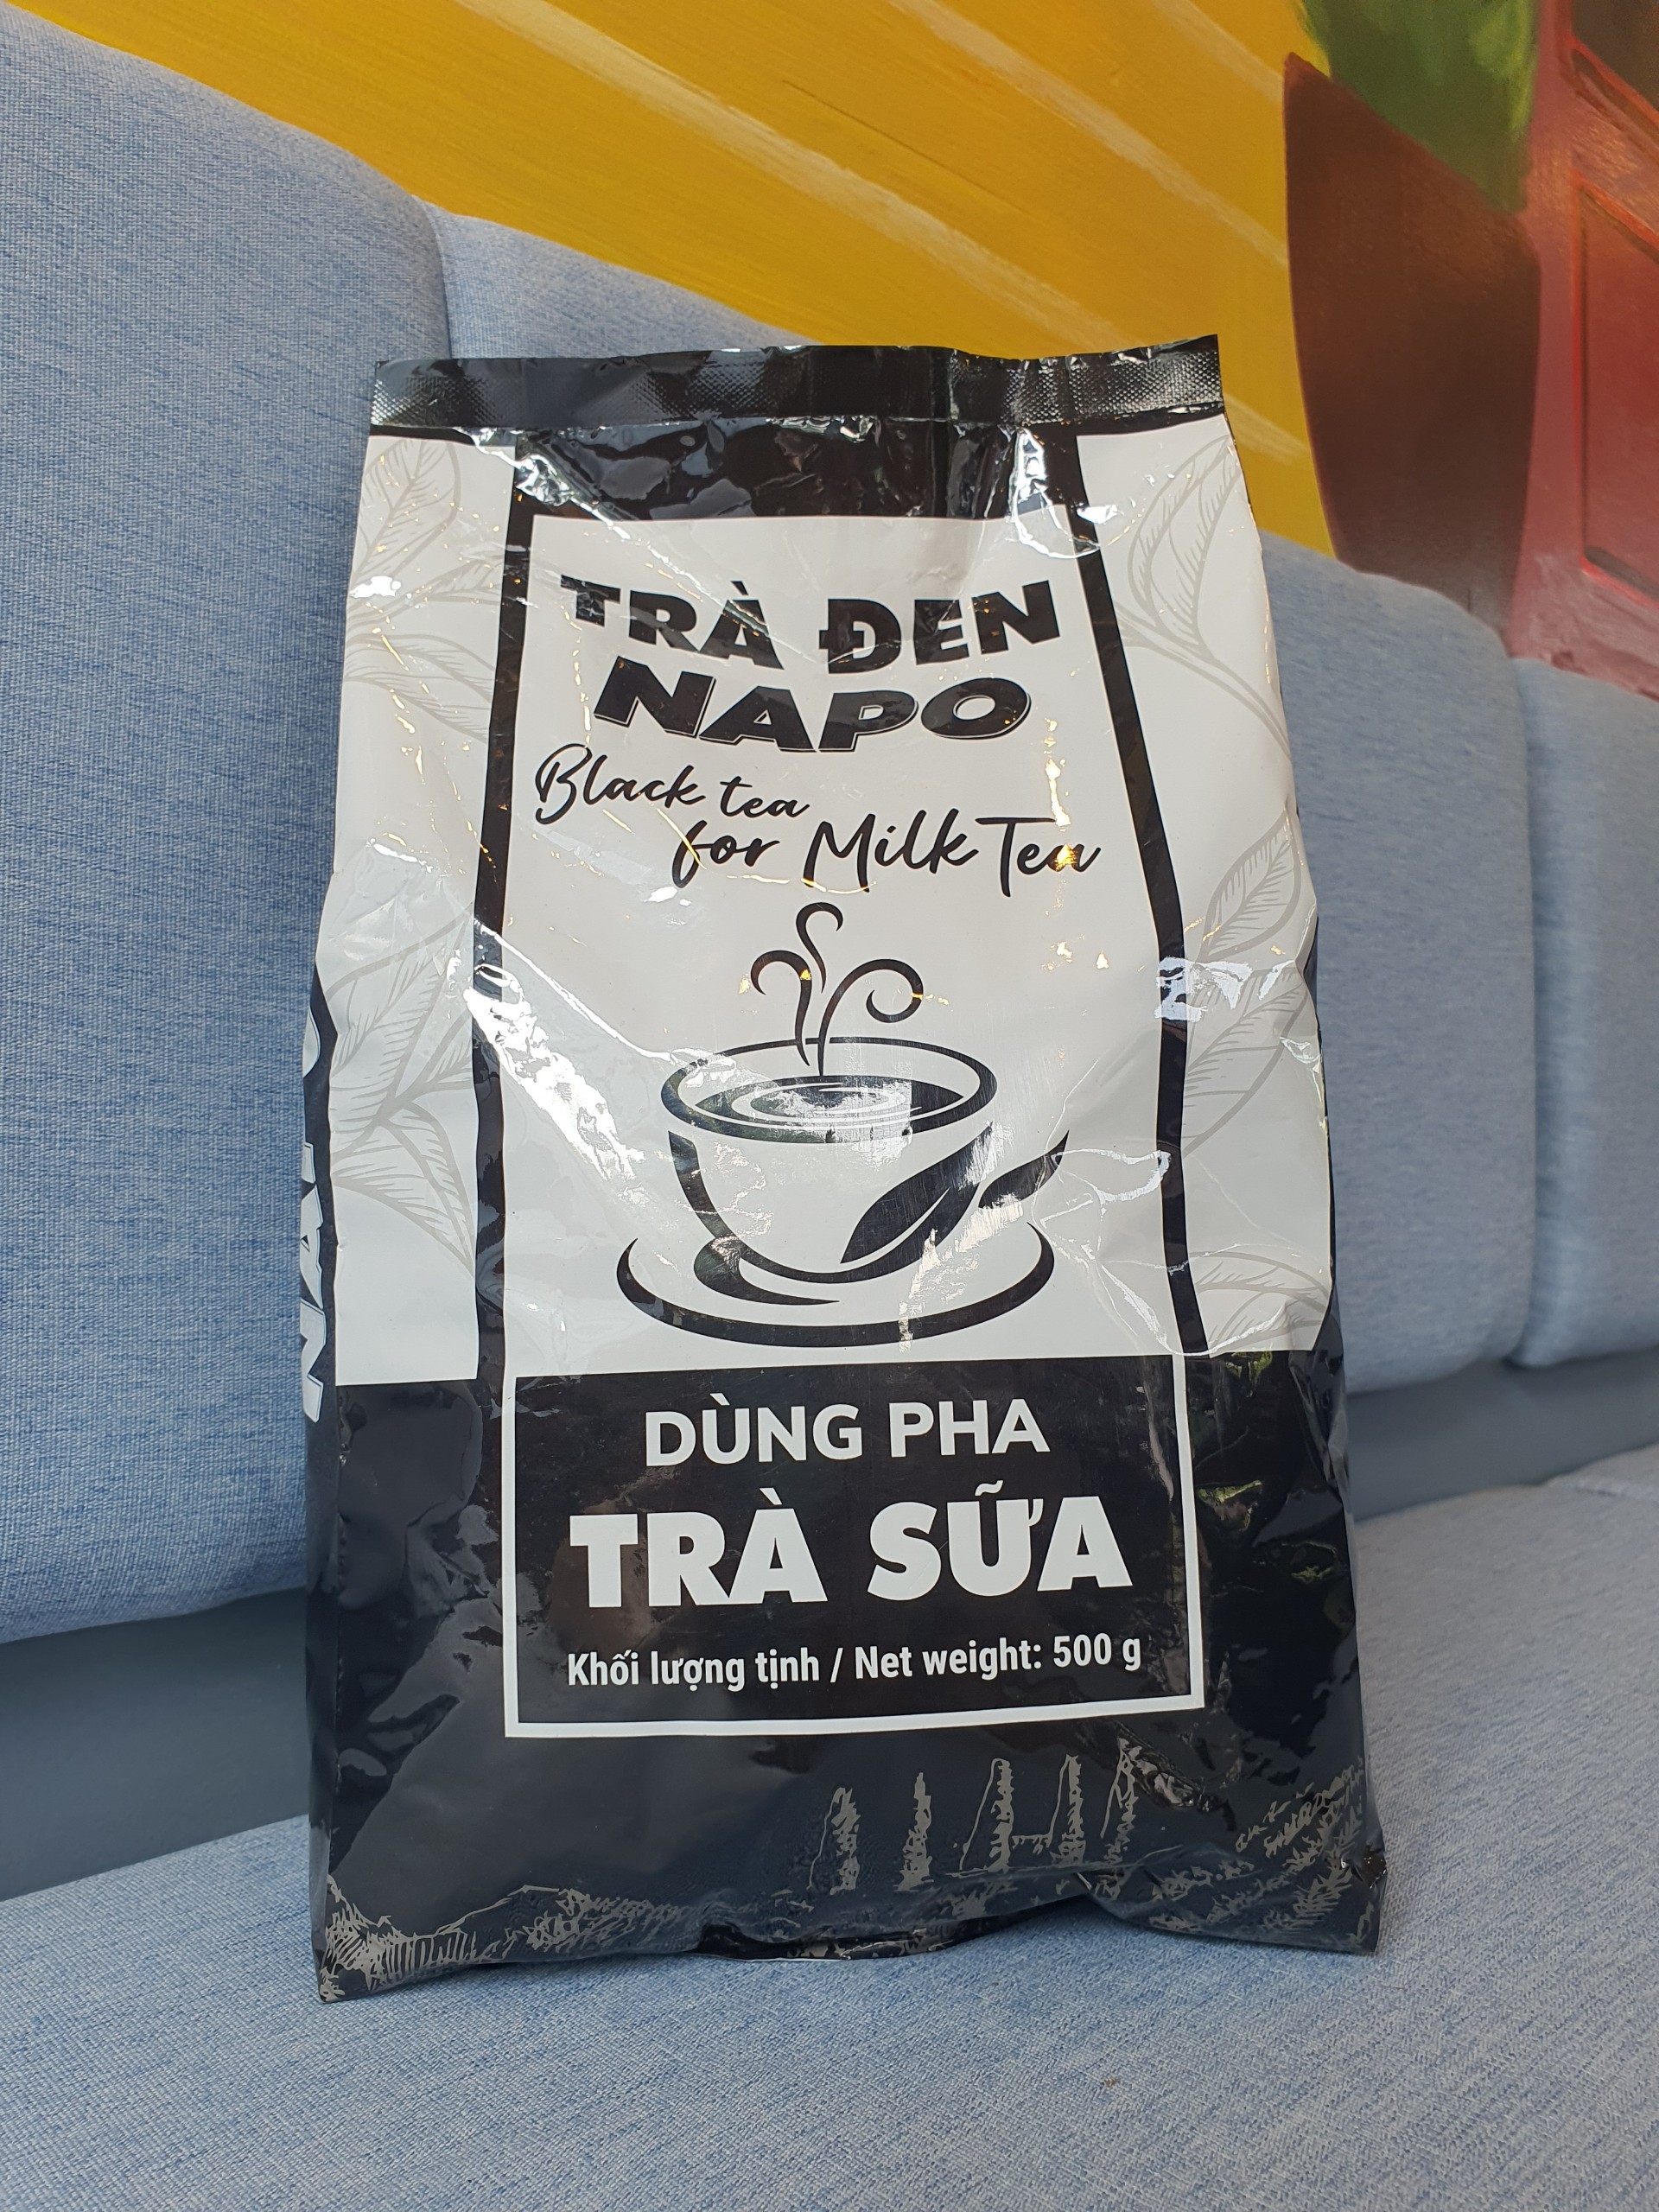 TRÀ ĐEN
NAPO
Black tea
for Milk Tea
DÙNG PHA
TRÀ SỮA
Khối lượng tịnh / Net weight: 500 g